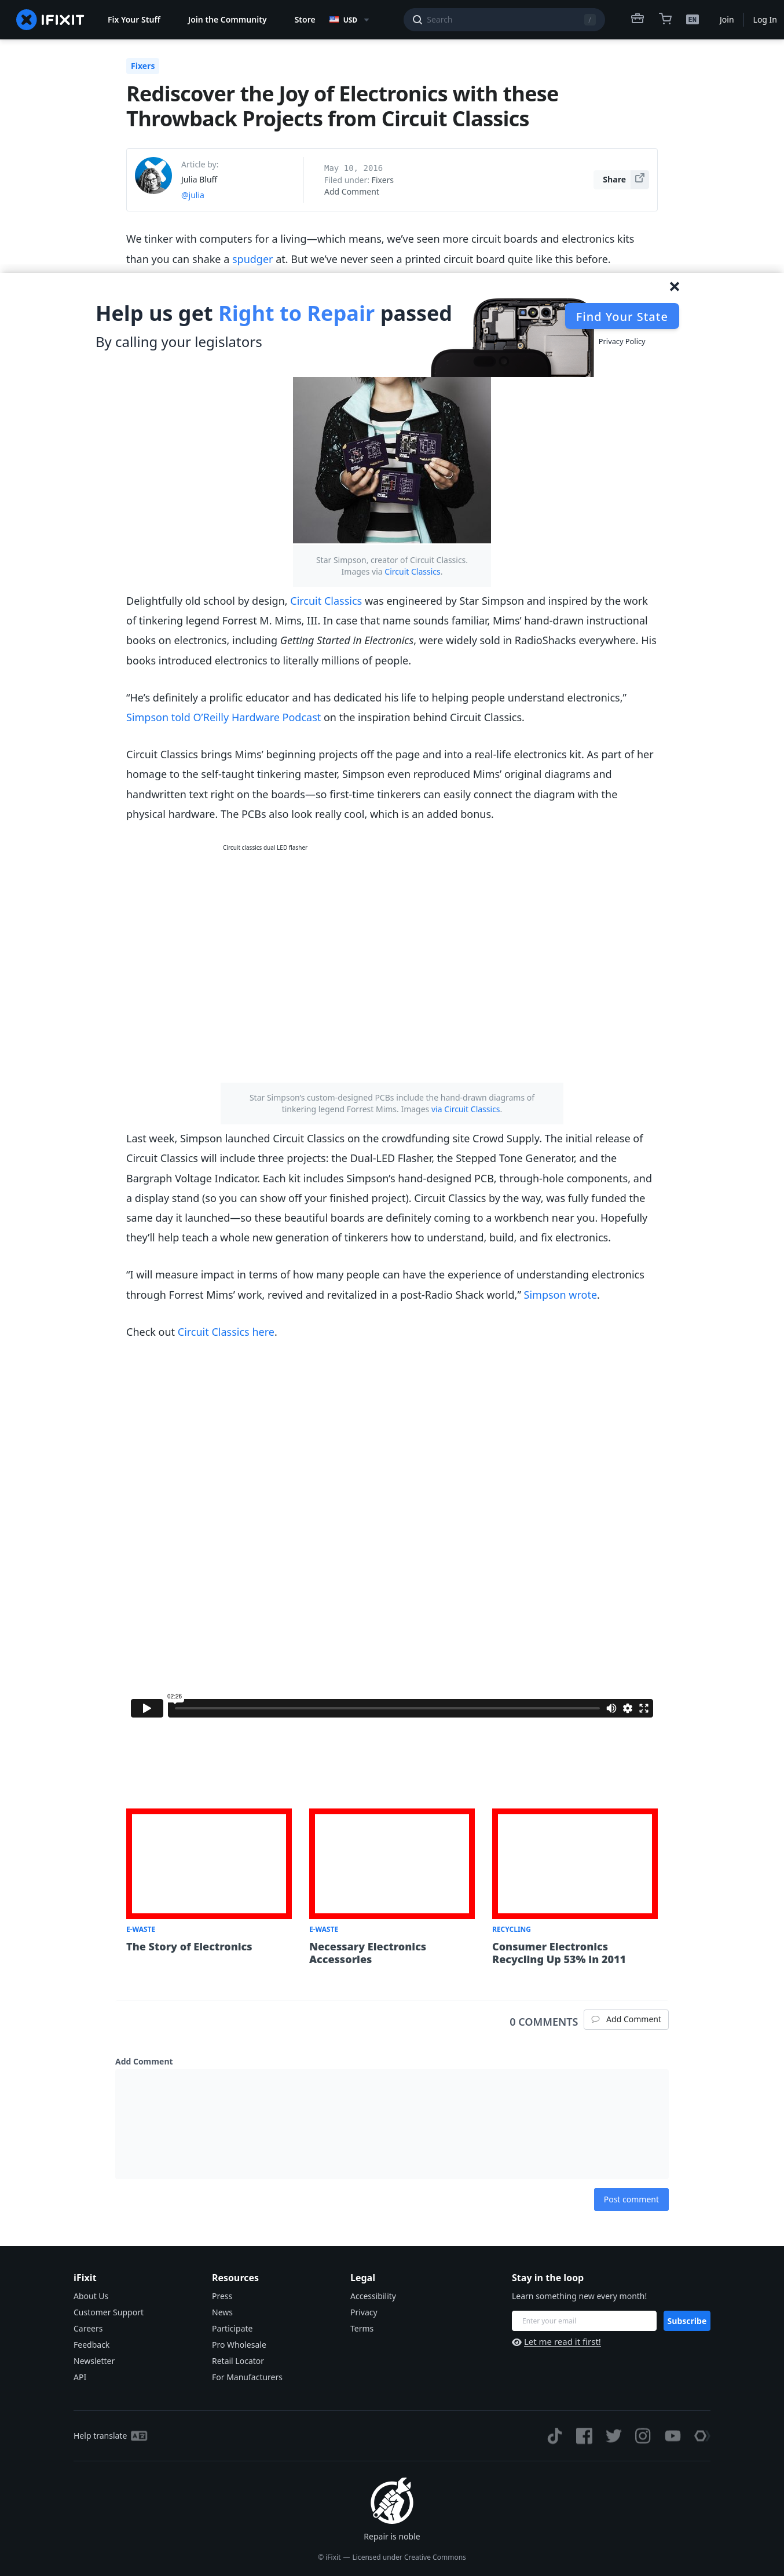 IFIXIT
Fix Your Stuff
Join the Community
Store
USD
Search
/
EN
Join
Log In
Fixers
Rediscover the Joy of Electronics with these
Throwback Projects from Circuit Classics
Article by:
Julia Bluff
@julia
May 10, 2016
Filed under: Fixers
Add Comment
Share
We tinker with computers for a living—which means, we’ve seen more circuit boards and electronics kits
than you can shake a spudger at. But we’ve never seen a printed circuit board quite like this before.
Help us get Right to Repair passed
By calling your legislators
Find Your State
Privacy Policy
Star Simpson, creator of Circuit Classics.
Images via Circuit Classics.
Delightfully old school by design, Circuit Classics was engineered by Star Simpson and inspired by the work
of tinkering legend Forrest M. Mims, III. In case that name sounds familiar, Mims’ hand-drawn instructional
books on electronics, including Getting Started in Electronics, were widely sold in RadioShacks everywhere. His
books introduced electronics to literally millions of people.
“He’s definitely a prolific educator and has dedicated his life to helping people understand electronics,”
Simpson told O’Reilly Hardware Podcast on the inspiration behind Circuit Classics.
Circuit Classics brings Mims’ beginning projects off the page and into a real-life electronics kit. As part of her
homage to the self-taught tinkering master, Simpson even reproduced Mims’ original diagrams and
handwritten text right on the boards—so first-time tinkerers can easily connect the diagram with the
physical hardware. The PCBs also look really cool, which is an added bonus.
Circuit classics dual LED flasher
Star Simpson’s custom-designed PCBs include the hand-drawn diagrams of
tinkering legend Forrest Mims. Images via Circuit Classics.
Last week, Simpson launched Circuit Classics on the crowdfunding site Crowd Supply. The initial release of
Circuit Classics will include three projects: the Dual-LED Flasher, the Stepped Tone Generator, and the
Bargraph Voltage Indicator. Each kit includes Simpson’s hand-designed PCB, through-hole components, and
a display stand (so you can show off your finished project). Circuit Classics by the way, was fully funded the
same day it launched—so these beautiful boards are definitely coming to a workbench near you. Hopefully
they’ll help teach a whole new generation of tinkerers how to understand, build, and fix electronics.
“I will measure impact in terms of how many people can have the experience of understanding electronics
through Forrest Mims’ work, revived and revitalized in a post-Radio Shack world,” Simpson wrote.
Check out Circuit Classics here.
02:26
E-WASTE
The Story of Electronics
E-WASTE
Necessary Electronics
Accessories
RECYCLING
Consumer Electronics
Recycling Up 53% in 2011
0 COMMENTS
Add Comment
Add Comment
Post comment
iFixit
About Us
Customer Support
Careers
Feedback
Newsletter
API
Resources
Press
News
Participate
Pro Wholesale
Retail Locator
For Manufacturers
Legal
Accessibility
Privacy
Terms
Stay in the loop
Learn something new every month!
Enter your email
Subscribe
Let me read it first!
Help translate
Repair is noble
© iFixit — Licensed under Creative Commons